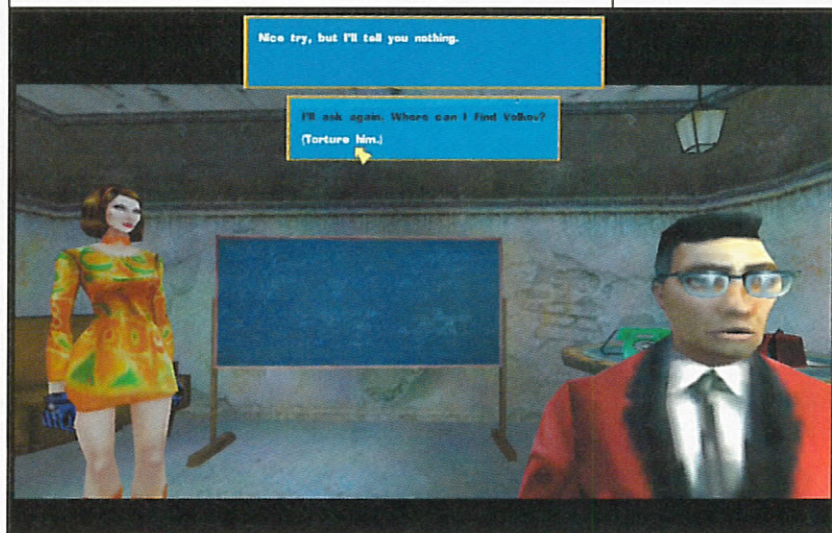 Nice try, but I'll tell you nothing.
I'll ask again. Where can I find Volkov?
(Torture him.)